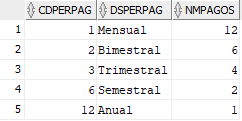 CDPERPAG DSPERPAG NMPAGOS
1 1 Mensual 12
2 2 Bimestral 6
3 3 Trimestral 4
4 6 Semestral 2
5 12 Anual 1